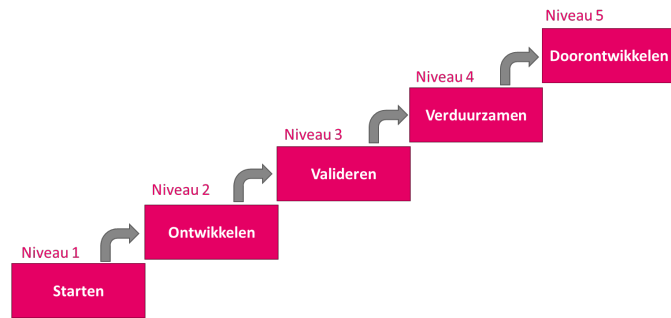 Niveau 5
Doorontwikkelen
Niveau 4
Verduurzamen
Niveau 3
Valideren
Niveau 2
Ontwikkelen
Niveau 1
Starten